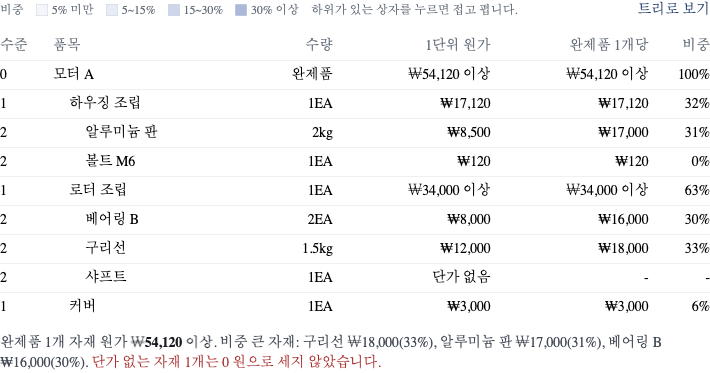 비중 5% 미만 5~15% 15~30% 30% 이상 하위가 있는 상자를 누르면 접고 폅니다. 트리로 보기
수준 품목 수량 1단위 원가 완제품 1개당 비중
0 모터 A 완제품 ₩54,120 이상 ₩54,120 이상 100%
1 하우징 조립 1EA ₩17,120 ₩17,120 32%
2 알루미늄 판 2kg ₩8,500 ₩17,000 31%
2 볼트 M6 1EA ₩120 ₩120 0%
1 로터 조립 1EA ₩34,000 이상 ₩34,000 이상 63%
2 베어링 B 2EA ₩8,000 ₩16,000 30%
2 구리선 1.5kg ₩12,000 ₩18,000 33%
2 샤프트 1EA 단가 없음 - -
1 커버 1EA ₩3,000 ₩3,000 6%
완제품 1개 자재 원가 ₩54,120 이상. 비중 큰 자재: 구리선 ₩18,000(33%), 알루미늄 판 ₩17,000(31%), 베어링 B
₩16,000(30%). 단가 없는 자재 1개는 0 원으로 세지 않았습니다.